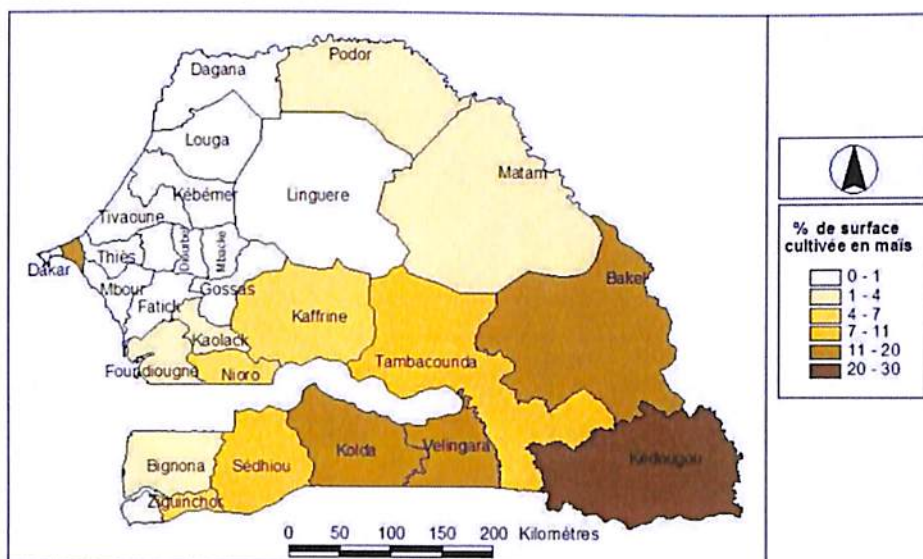 Podor
Dagana
Louga
Matam
Kébémer
Linguere
Tivaoune
Thiès
Diourbel
Mbacke
Dakar
Mbour
Gossas
Bakel
Fatick
Kaffrine
Kaolack
Foundiougne
Nioro
Tambacounda
Kolda
Velingara
Kédougou
Bignona
Sédhiou
Ziguinchor
0 50 100 150 200 Kilométres
% de surface
cultivée en maïs
0 - 1
1 - 4
4 - 7
7 - 11
11 - 20
20 - 30